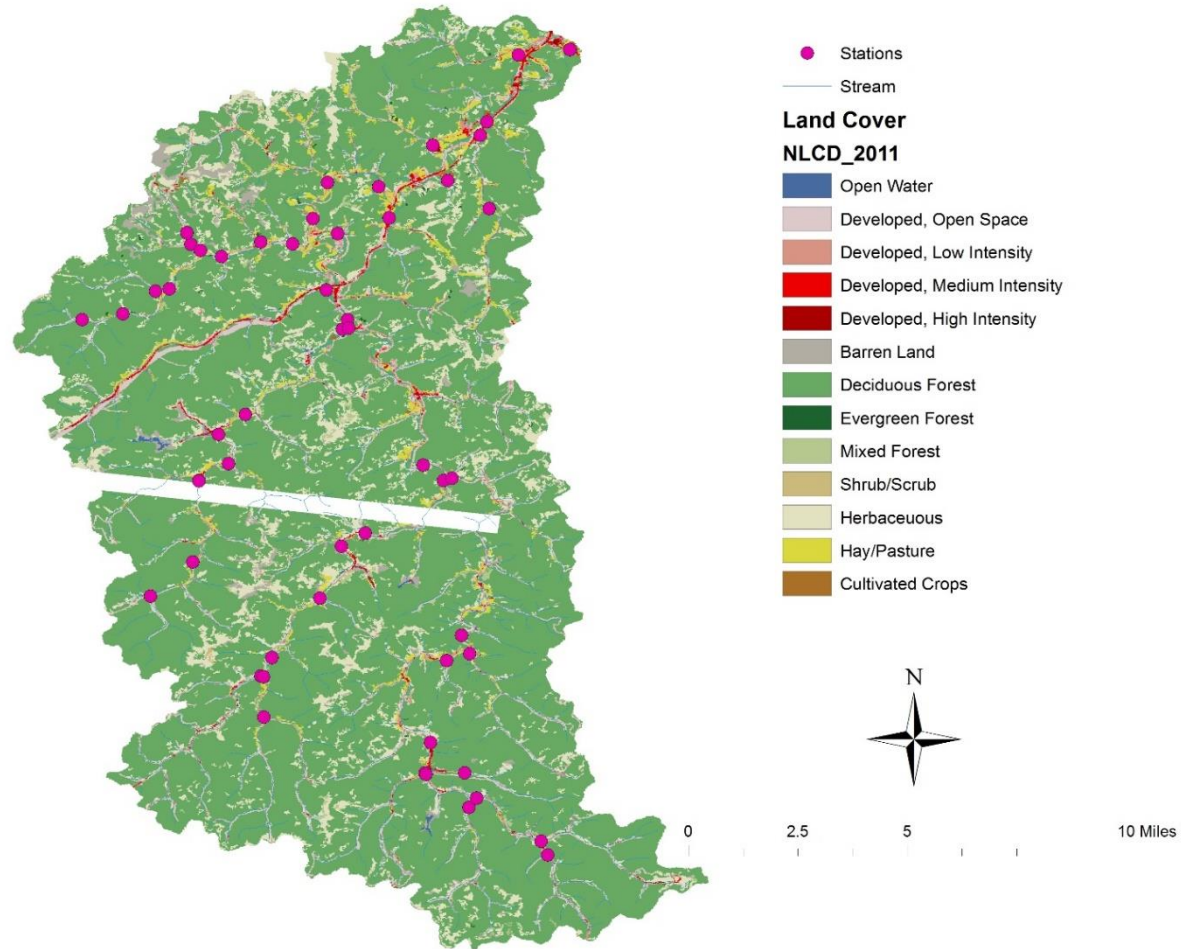 Stations
Stream
Land Cover
NLCD_2011
Open Water
Developed, Open Space
Developed, Low Intensity
Developed, Medium Intensity
Developed, High Intensity
Barren Land
Deciduous Forest
Evergreen Forest
Mixed Forest
Shrub/Scrub
Herbaceuous
Hay/Pasture
Cultivated Crops
N
0 2.5 5 10 Miles